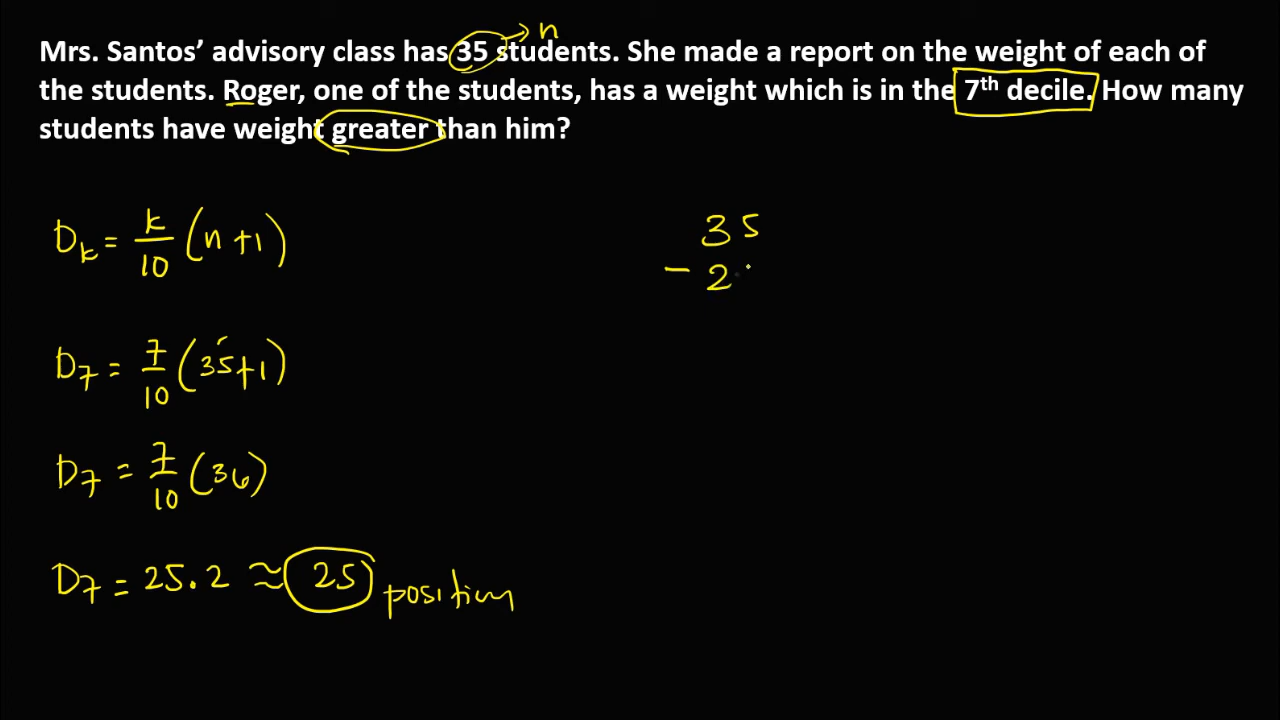 Mrs. Santos’ advisory class has 35 students. She made a report on the weight of each of
the students. Roger, one of the students, has a weight which is in the 7th decile. How many
students have weight greater than him?
n
Dk = k/10 (n+1)
D7 = 7/10 (35+1)
D7 = 7/10 (36)
D7 = 25.2 ≈ 25 position
35
- 2